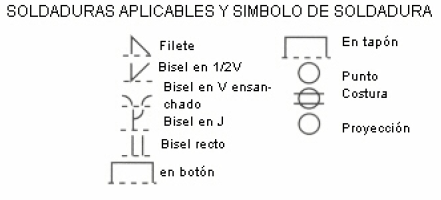 SOLDADURAS APLICABLES Y SIMBOLO DE SOLDADURA
Filete
Bisel en 1/2V
Bisel en V ensan-
chado
Bisel en J
Bisel recto
en botón
En tapón
Punto
Costura
Proyección